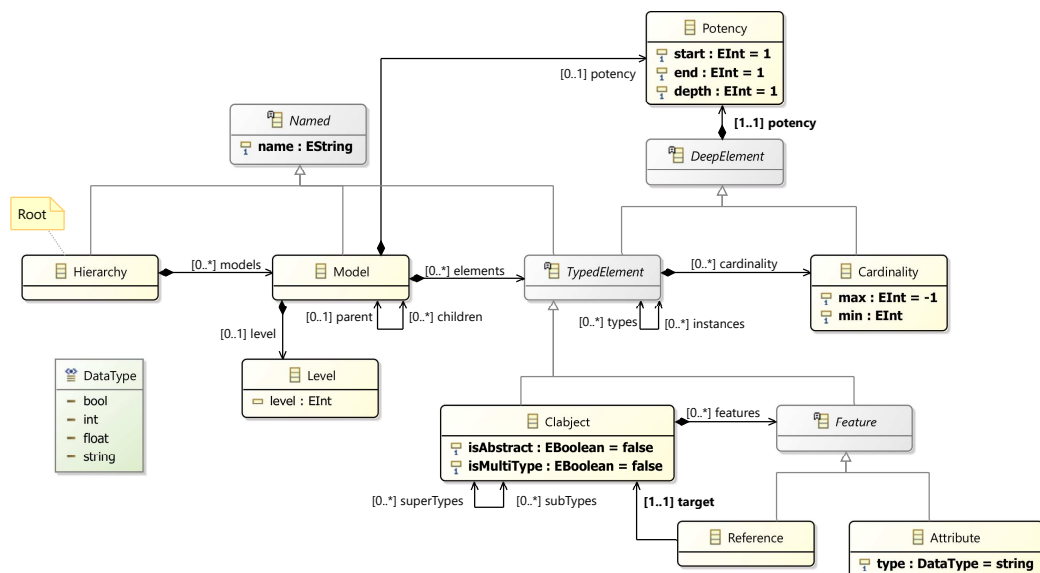 Potency
start : EInt = 1
end : EInt = 1
depth : EInt = 1
[0..1] potency
Named
name : EString
[1..1] potency
DeepElement
Root
Hierarchy
[0..*] models
Model
[0..*] elements
TypedElement
[0..*] cardinality
Cardinality
max : EInt = -1
min : EInt
[0..1] parent
[0..*] children
[0..*] types
[0..*] instances
[0..1] level
Level
level : EInt
DataType
bool
int
float
string
Clabject
isAbstract : EBoolean = false
isMultiType : EBoolean = false
[0..*] features
Feature
[0..*] superTypes
[0..*] subTypes
[1..1] target
Reference
Attribute
type : DataType = string